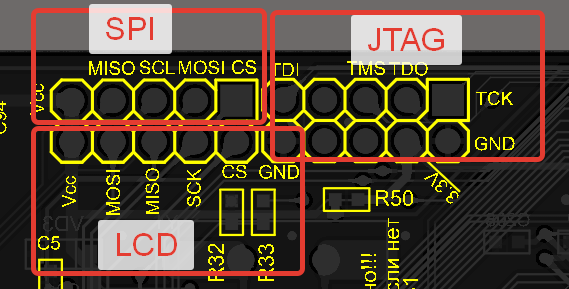 SPI
JTAG
MISO SCL MOSI CS TDI TMS TDO
Vcc
TCK
C94
GND
Vcc MOSI MISO SCK CS GND 3.3V
R50
LCD
C5
R32 R33
сли нет
но!!!